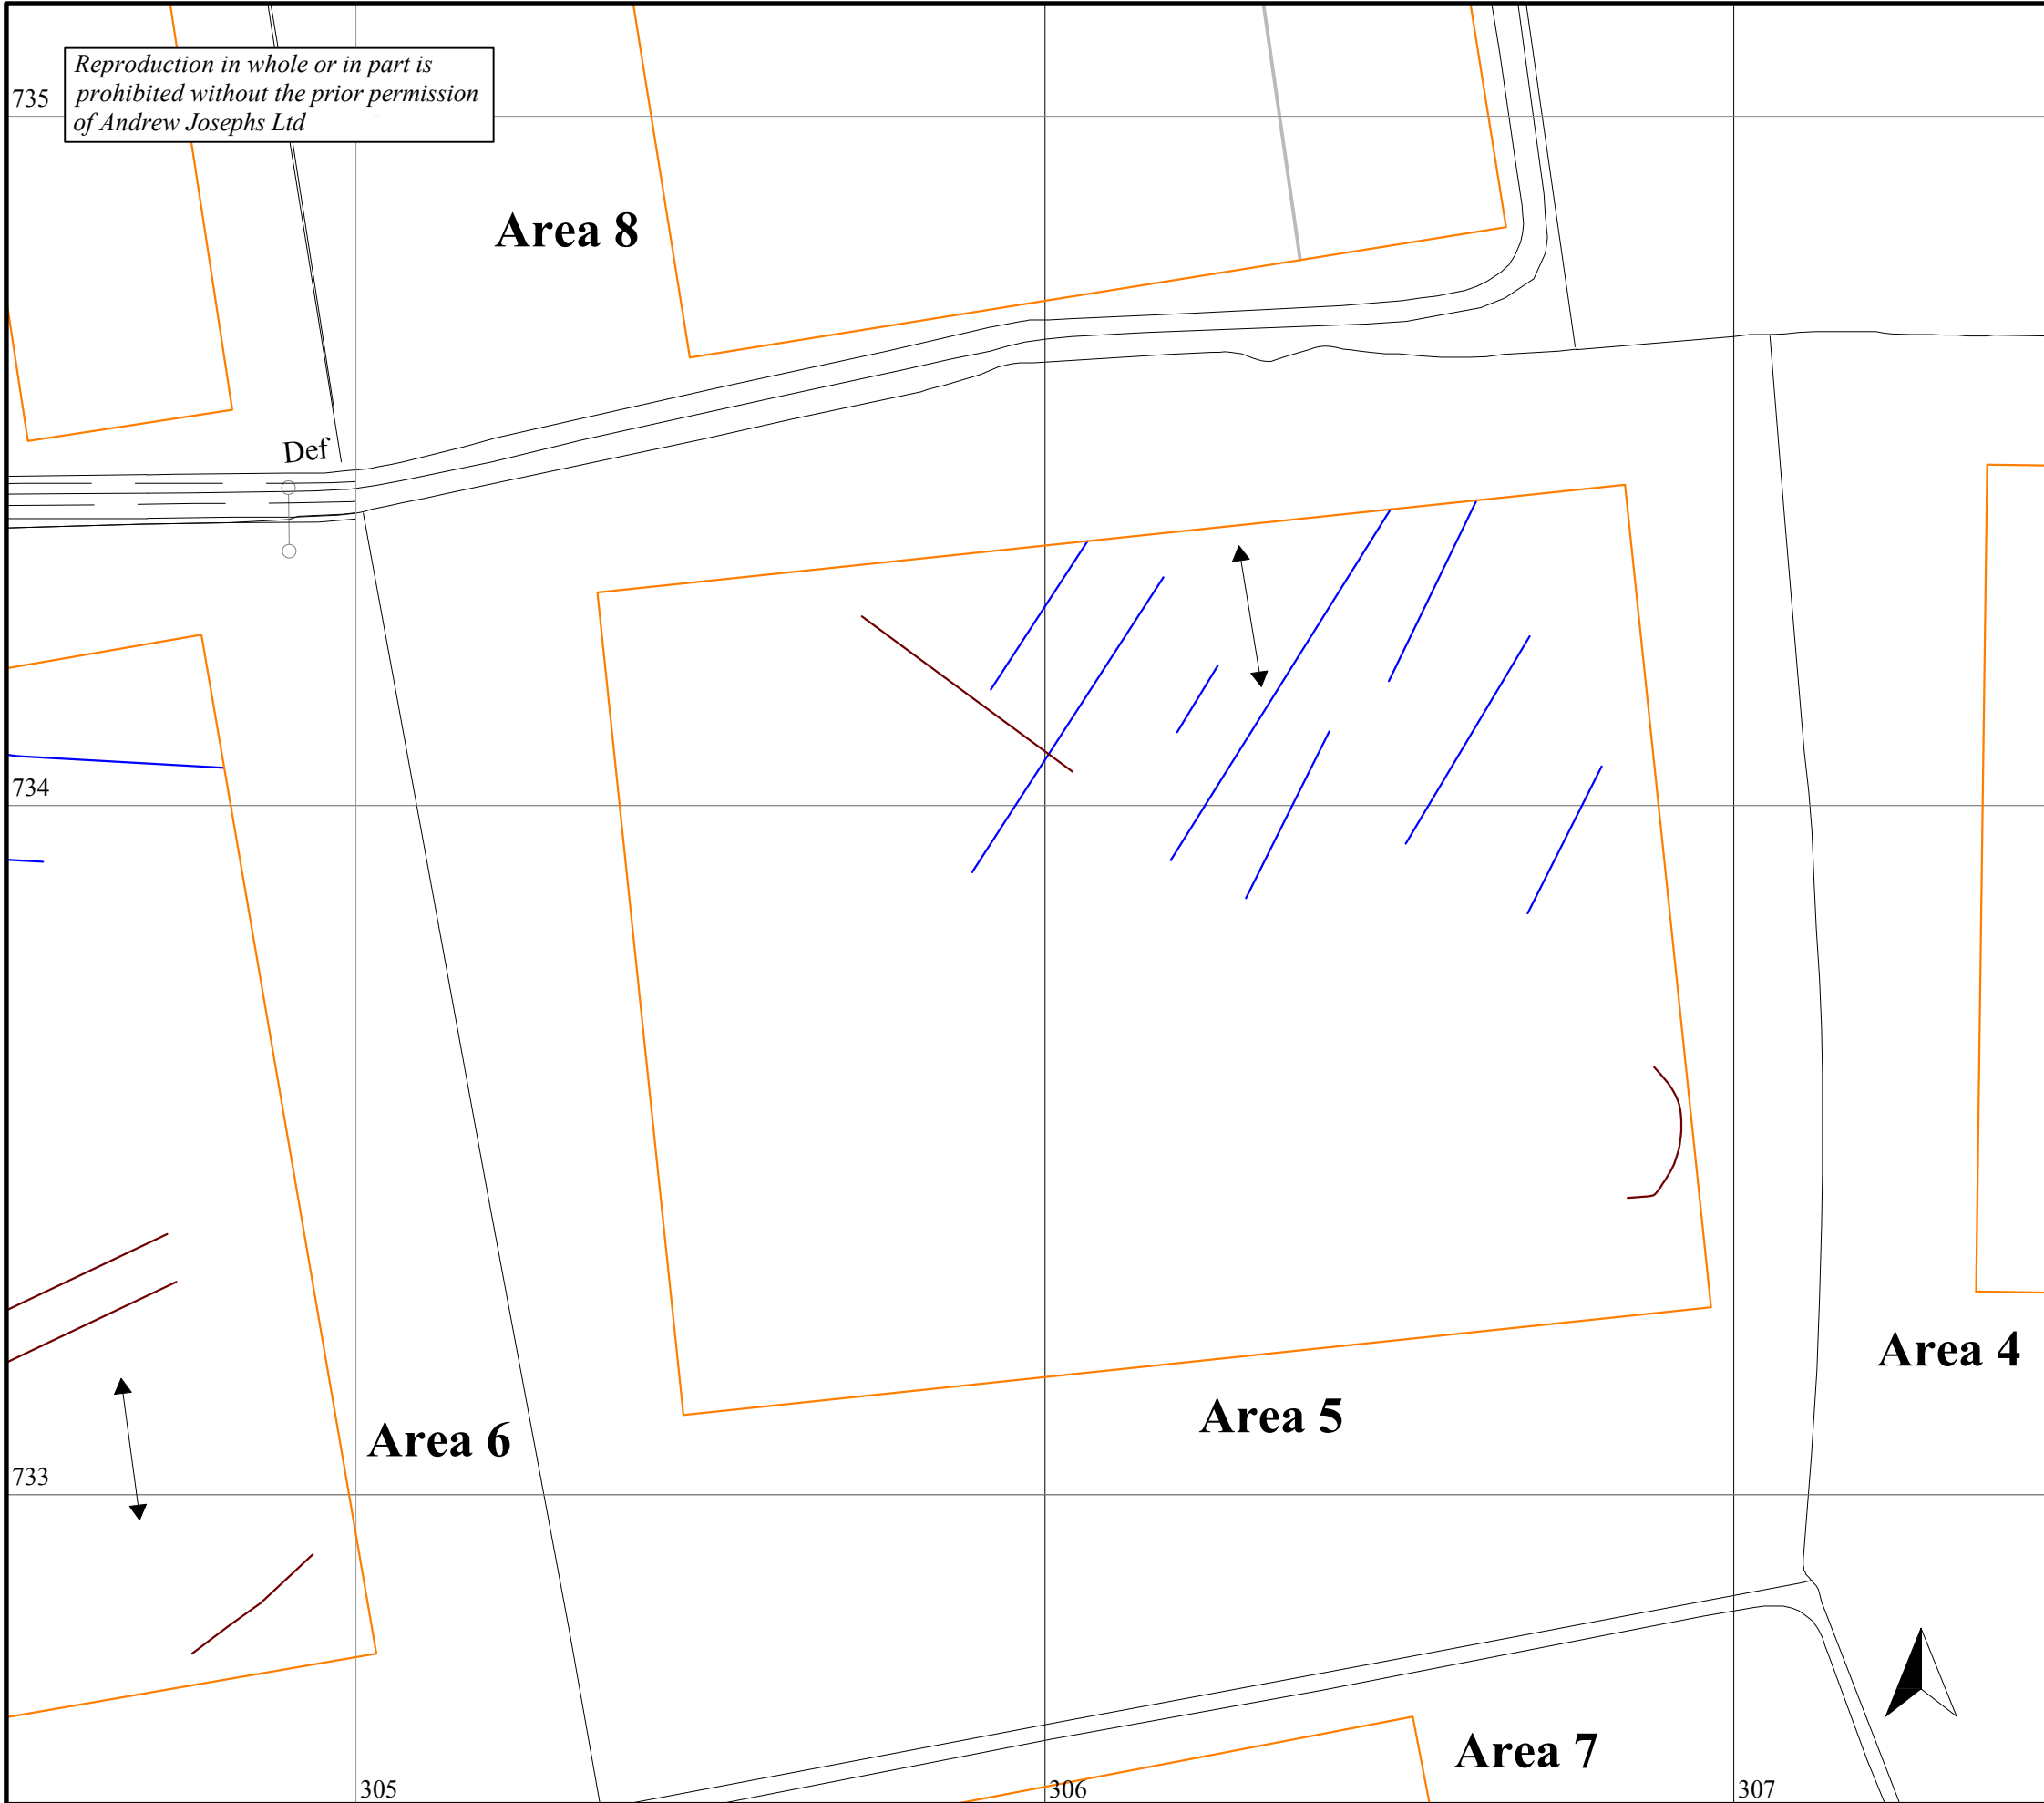 Reproduction in whole or in part is
prohibited without the prior permission
of Andrew Josephs Ltd
735
Area 8
Def
734
Area 4
Area 5
Area 6
733
Area 7
305
306
307